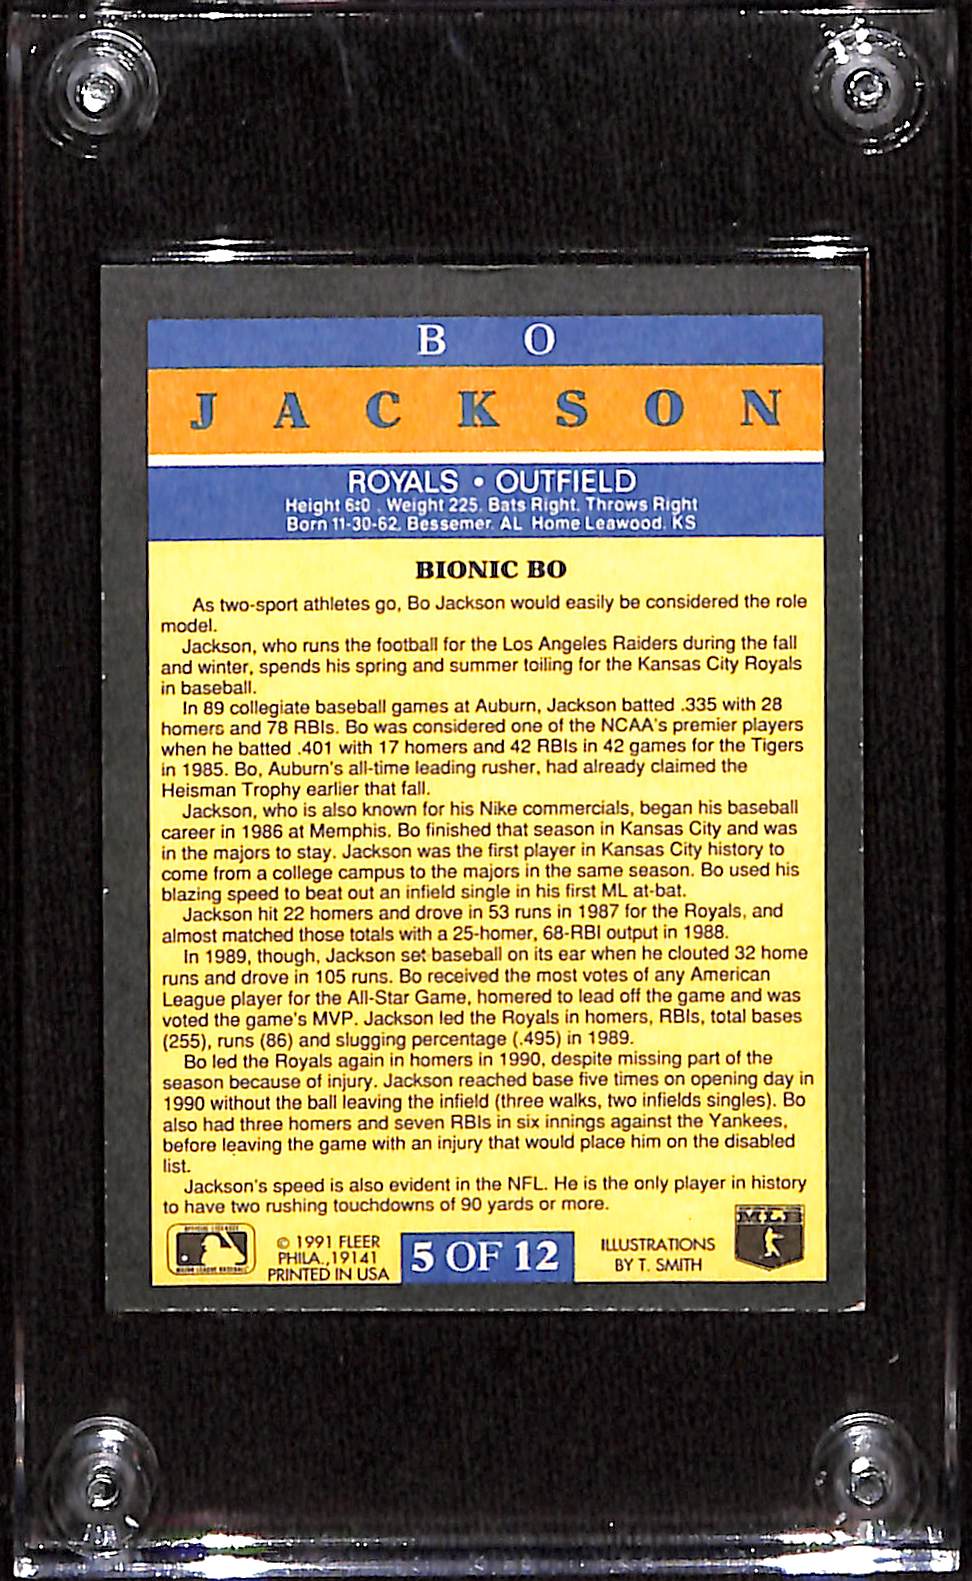 B O
JACKSON
ROYALS • OUTFIELD
Height 6:0 . Weight 225. Bats Right. Throws Right
Born 11-30-62. Bessemer. AL Home Leawood. KS
BIONIC BO
As two-sport athletes go, Bo Jackson would easily be considered the role
model.
Jackson, who runs the football for the Los Angeles Raiders during the fall
and winter, spends his spring and summer toiling for the Kansas City Royals
in baseball.
In 89 collegiate baseball games at Auburn, Jackson batted .335 with 28
homers and 78 RBIs. Bo was considered one of the NCAA's premier players
when he batted .401 with 17 homers and 42 RBIs in 42 games for the Tigers
in 1985. Bo, Auburn's all-time leading rusher, had already claimed the
Heisman Trophy earlier that fall.
Jackson, who is also known for his Nike commercials, began his baseball
career in 1986 at Memphis. Bo finished that season in Kansas City and was
in the majors to stay. Jackson was the first player in Kansas City history to
come from a college campus to the majors in the same season. Bo used his
blazing speed to beat out an infield single in his first ML at-bat.
Jackson hit 22 homers and drove in 53 runs in 1987 for the Royals, and
almost matched those totals with a 25-homer, 68-RBI output in 1988.
In 1989, though, Jackson set baseball on its ear when he clouted 32 home
runs and drove in 105 runs. Bo received the most votes of any American
League player for the All-Star Game, homered to lead off the game and was
voted the game's MVP. Jackson led the Royals in homers, RBIs, total bases
(255), runs (86) and slugging percentage (.495) in 1989.
Bo led the Royals again in homers in 1990, despite missing part of the
season because of injury. Jackson reached base five times on opening day in
1990 without the ball leaving the infield (three walks, two infields singles). Bo
also had three homers and seven RBIs in six innings against the Yankees,
before leaving the game with an injury that would place him on the disabled
list.
Jackson's speed is also evident in the NFL. He is the only player in history
to have two rushing touchdowns of 90 yards or more.
© 1991 FLEER
PHILA., 19141
PRINTED IN USA
5 OF 12
ILLUSTRATIONS
BY T. SMITH